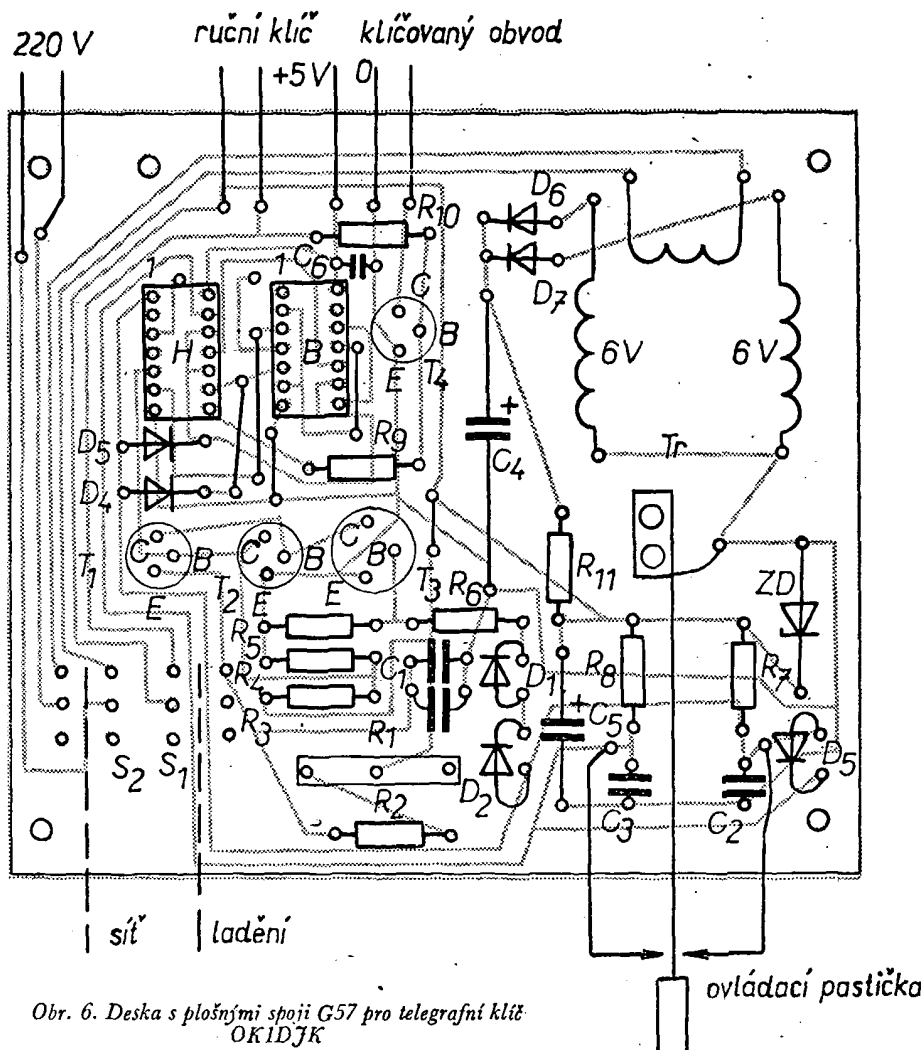 220 V
ruční klíč
klíčovaný obvod
+5V
0
R10
D6
C6
D7
1
1
C
H
B
B
E
T4
6V
6V
+
C4
Tr
D5
R9
D4
C
B
C
B
C
B
R11
T1
E
T2
E
E
T3
R6
ZD
R5
C1
D1
R8
R7
R4
+
C5
R3
R1
D5
S2
S1
D2
R2
C3
C2
síť
ladění
ovládací pastička
Obr. 6. Deska s plošnými spoji G57 pro telegrafní klíč
OK1DJK